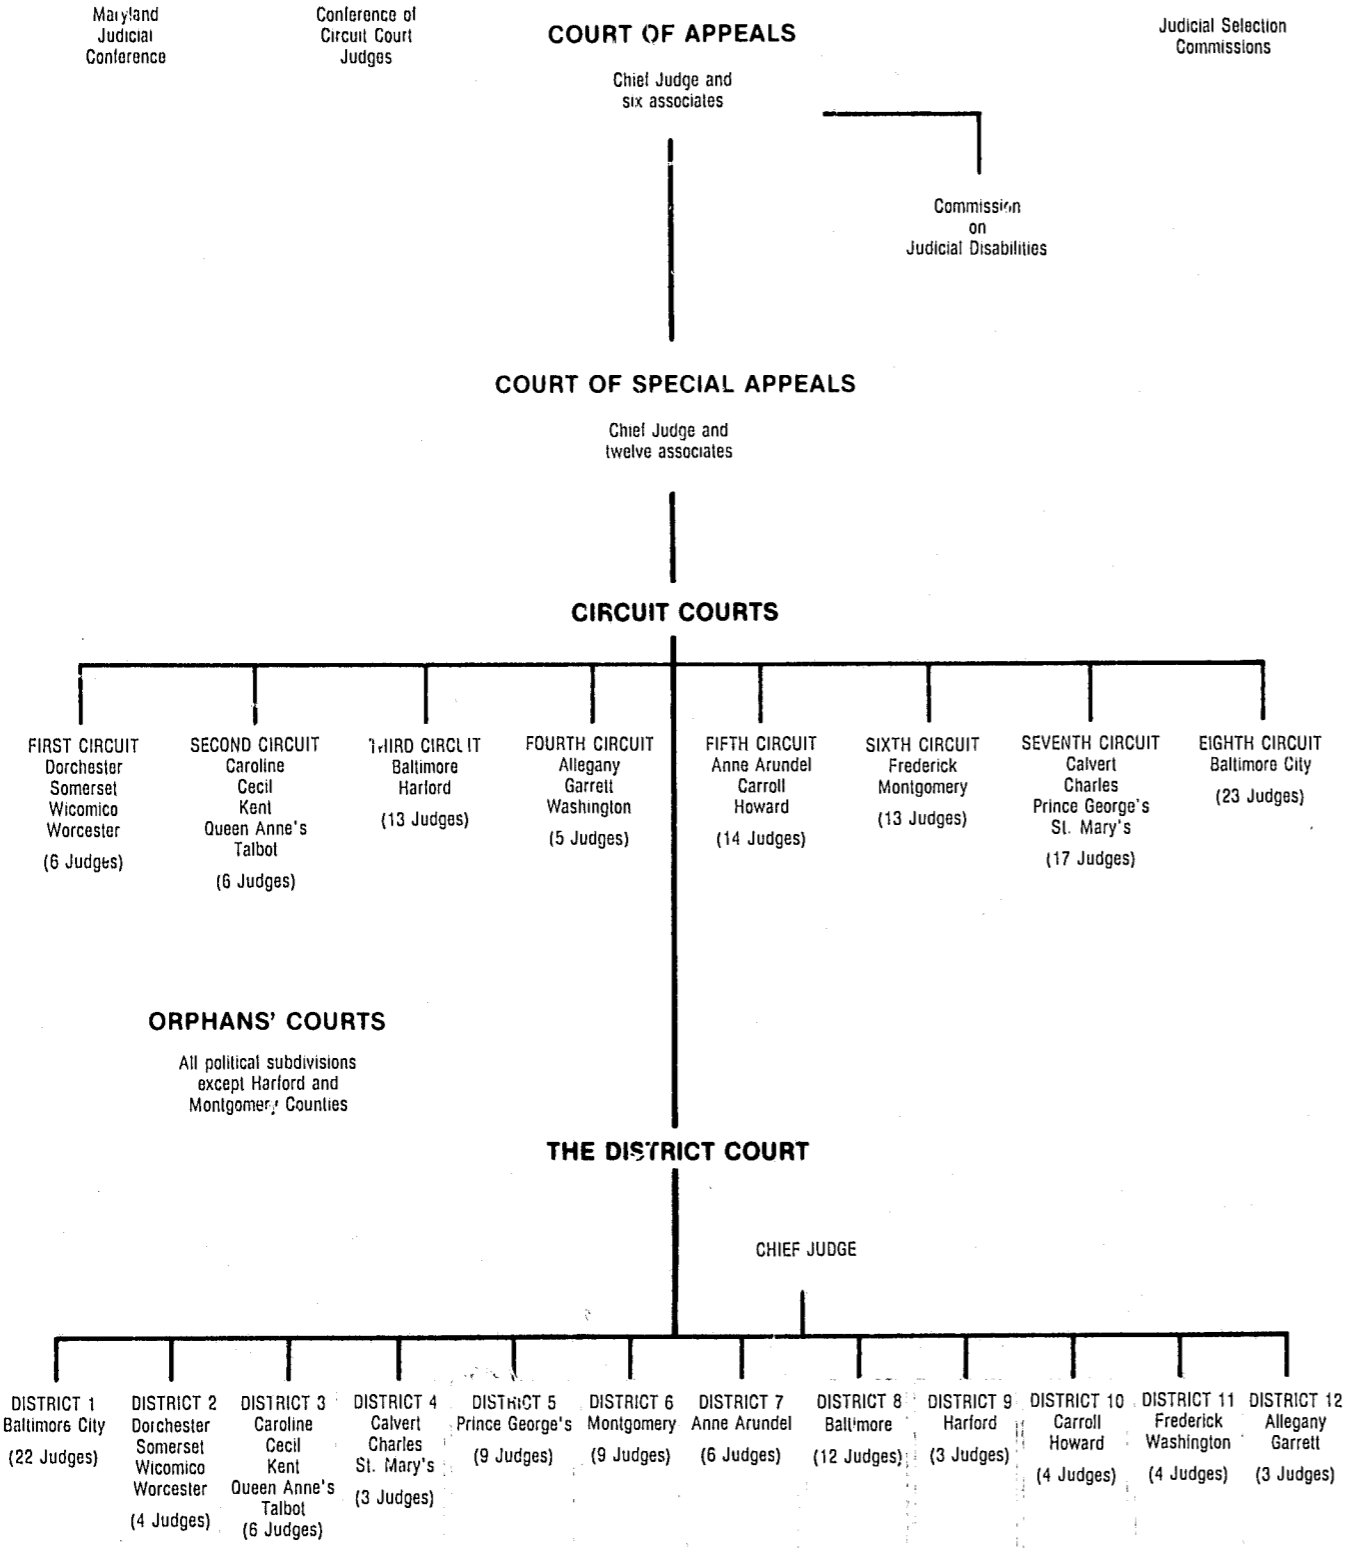 Maryland
Judicial
Conference
Conference of
Circuit Court
Judges
COURT OF APPEALS
Chief Judge and
six associates
Judicial Selection
Commissions
Commission
on
Judicial Disabilities
COURT OF SPECIAL APPEALS
Chief Judge and
twelve associates
CIRCUIT COURTS
FIRST CIRCUIT
Dorchester
Somerset
Wicomico
Worcester
(6 Judges)
SECOND CIRCUIT
Caroline
Cecil
Kent
Queen Anne's
Talbot
(6 Judges)
THIRD CIRCUIT
Baltimore
Harford
(13 Judges)
FOURTH CIRCUIT
Allegany
Garrett
Washington
(5 Judges)
FIFTH CIRCUIT
Anne Arundel
Carroll
Howard
(14 Judges)
SIXTH CIRCUIT
Frederick
Montgomery
(13 Judges)
SEVENTH CIRCUIT
Calvert
Charles
Prince George's
St. Mary's
(17 Judges)
EIGHTH CIRCUIT
Baltimore City
(23 Judges)
ORPHANS' COURTS
All political subdivisions
except Harford and
Montgomery Counties
THE DISTRICT COURT
CHIEF JUDGE
DISTRICT 1
Baltimore City
(22 Judges)
DISTRICT 2
Dorchester
Somerset
Wicomico
Worcester
(4 Judges)
DISTRICT 3
Caroline
Cecil
Kent
Queen Anne's
Talbot
(6 Judges)
DISTRICT 4
Calvert
Charles
St. Mary's
(3 Judges)
DISTRICT 5
Prince George's
(9 Judges)
DISTRICT 6
Montgomery
(9 Judges)
DISTRICT 7
Anne Arundel
(6 Judges)
DISTRICT 8
Baltimore
(12 Judges)
DISTRICT 9
Harford
(3 Judges)
DISTRICT 10
Carroll
Howard
(4 Judges)
DISTRICT 11
Frederick
Washington
(4 Judges)
DISTRICT 12
Allegany
Garrett
(3 Judges)